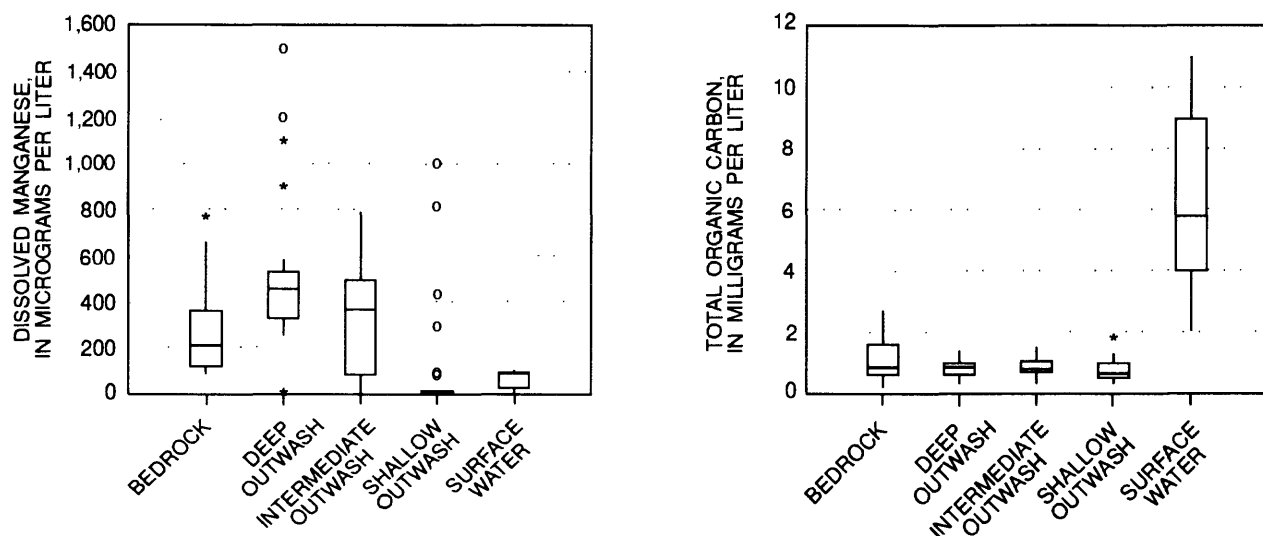 DISSOLVED MANGANESE,
IN MICROGRAMS PER LITER
1,600
1,400
1,200
1,000
800
600
400
200
0
BEDROCK
DEEP
OUTWASH
INTERMEDIATE
OUTWASH
SHALLOW
OUTWASH
SURFACE
WATER
TOTAL ORGANIC CARBON,
IN MILLIGRAMS PER LITER
12
10
8
6
4
2
0
BEDROCK
DEEP
OUTWASH
INTERMEDIATE
OUTWASH
SHALLOW
OUTWASH
SURFACE
WATER